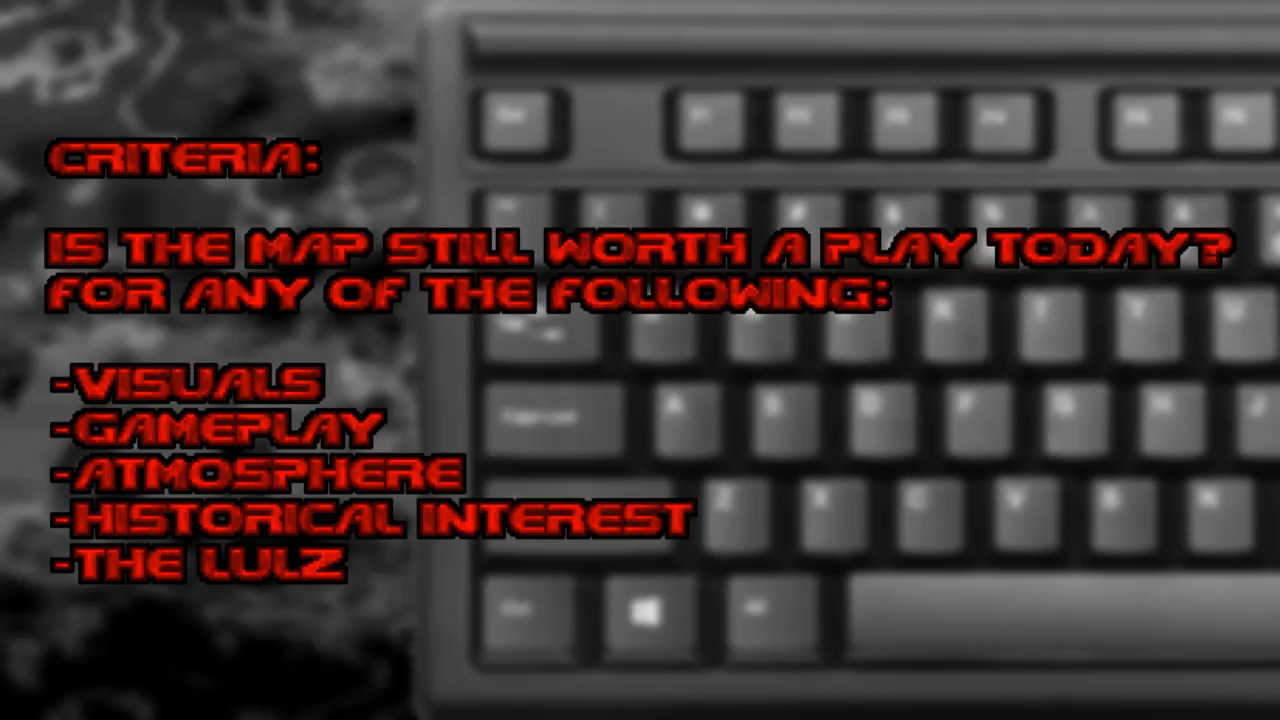 CRITERIA:
IS THE MAP STILL WORTH A PLAY TODAY?
FOR ANY OF THE FOLLOWING:
-VISUALS
-GAMEPLAY
-ATMOSPHERE
-HISTORICAL INTEREST
-THE LULZ